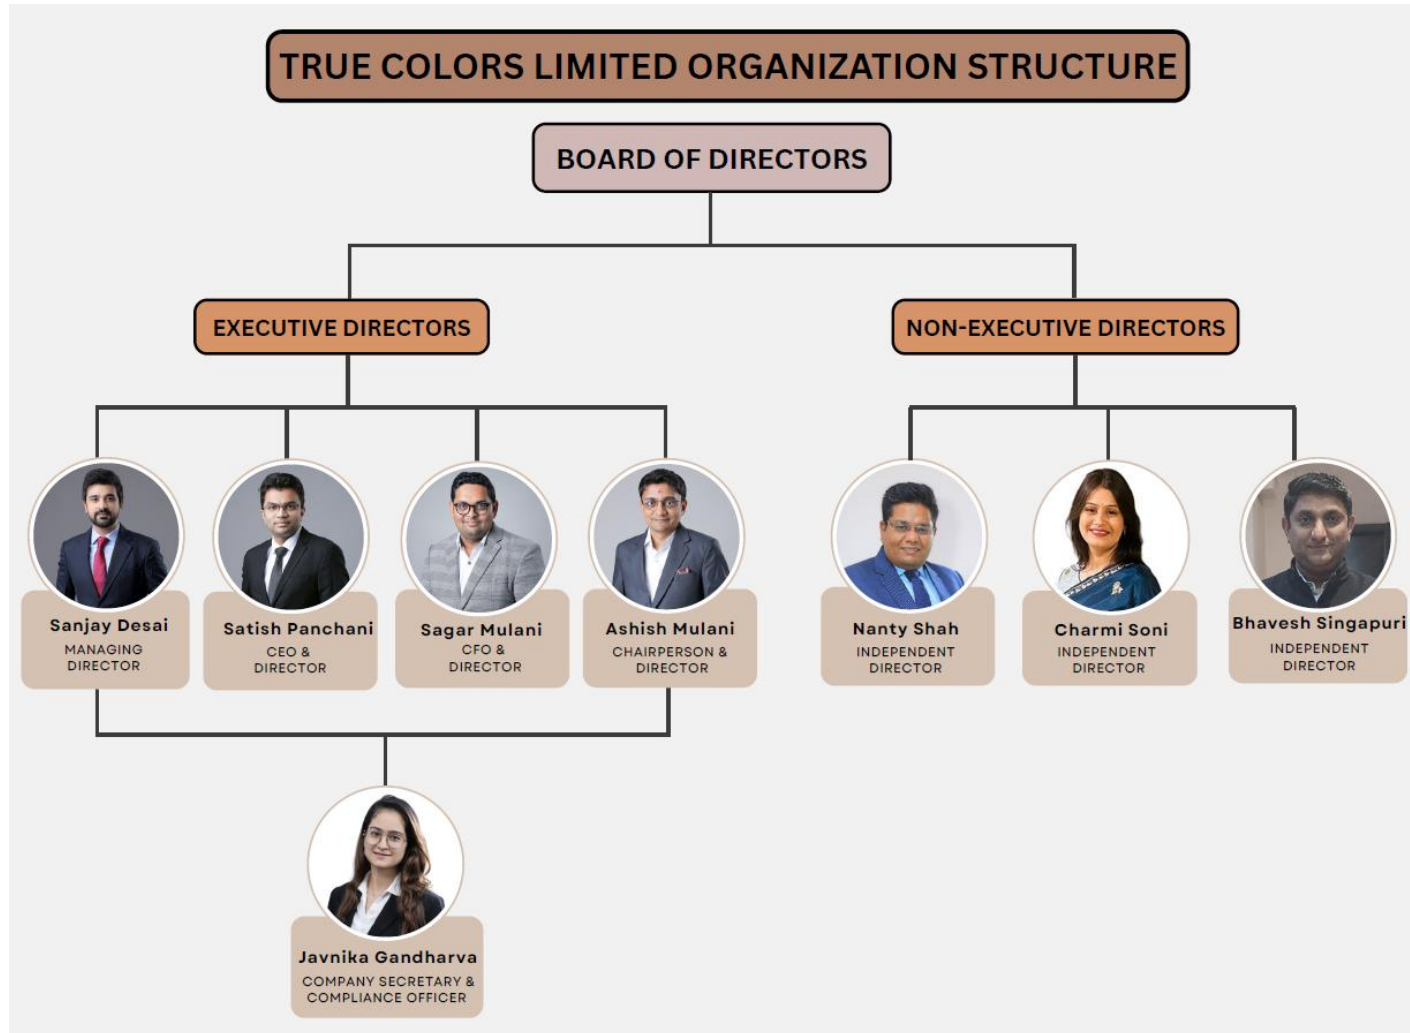 TRUE COLORS LIMITED ORGANIZATION STRUCTURE
BOARD OF DIRECTORS
EXECUTIVE DIRECTORS
NON-EXECUTIVE DIRECTORS
Sanjay Desai
MANAGING
DIRECTOR
Satish Panchani
CEO &
DIRECTOR
Sagar Mulani
CFO &
DIRECTOR
Ashish Mulani
CHAIRPERSON &
DIRECTOR
Nanty Shah
INDEPENDENT
DIRECTOR
Charmi Soni
INDEPENDENT
DIRECTOR
Bhavesh Singapuri
INDEPENDENT
DIRECTOR
Javnika Gandharva
COMPANY SECRETARY &
COMPLIANCE OFFICER